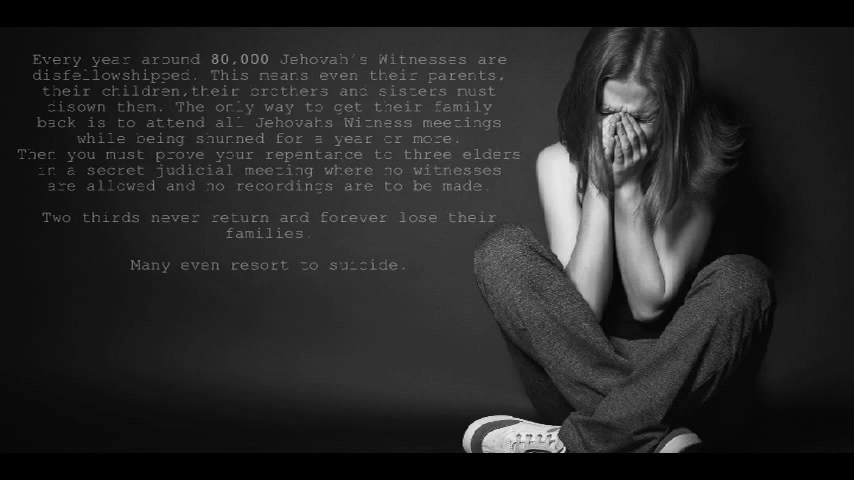 Every year around 80,000 Jehovah's Witnesses are
disfellowshipped. This means even their parents,
their children,their brothers and sisters must
disown them. The only way to get their family
back is to attend all Jehovahs Witness meetings
while being shunned for a year or more.
Then you must prove your repentance to three elders
in a secret judicial meeting where no witnesses
are allowed and no recordings are to be made.
Two thirds never return and forever lose their
families.
Many even resort to suicide.